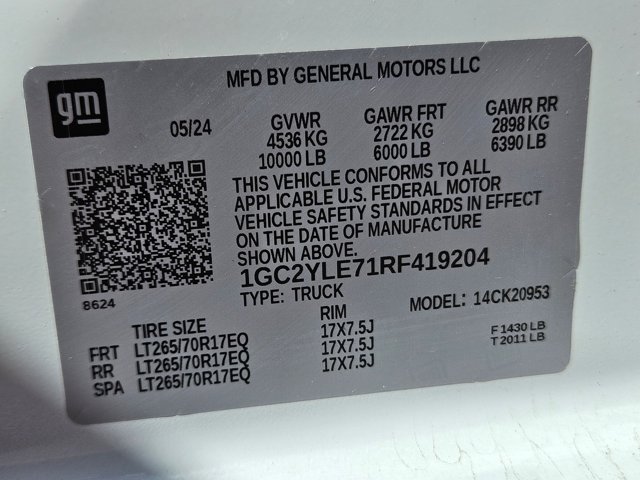 gm
MFD BY GENERAL MOTORS LLC
05/24 GVWR GAWR FRT GAWR RR
4536 KG 2722 KG 2898 KG
10000 LB 6000 LB 6390 LB
THIS VEHICLE CONFORMS TO ALL
APPLICABLE U.S. FEDERAL MOTOR
VEHICLE SAFETY STANDARDS IN EFFECT
ON THE DATE OF MANUFACTURE
SHOWN ABOVE.
8624
1GC2YLE71RF419204
TYPE: TRUCK MODEL: 14CK20953
TIRE SIZE RIM
FRT LT265/70R17EQ 17X7.5J F 1430 LB
RR LT265/70R17EQ 17X7.5J T 2011 LB
SPA LT265/70R17EQ 17X7.5J